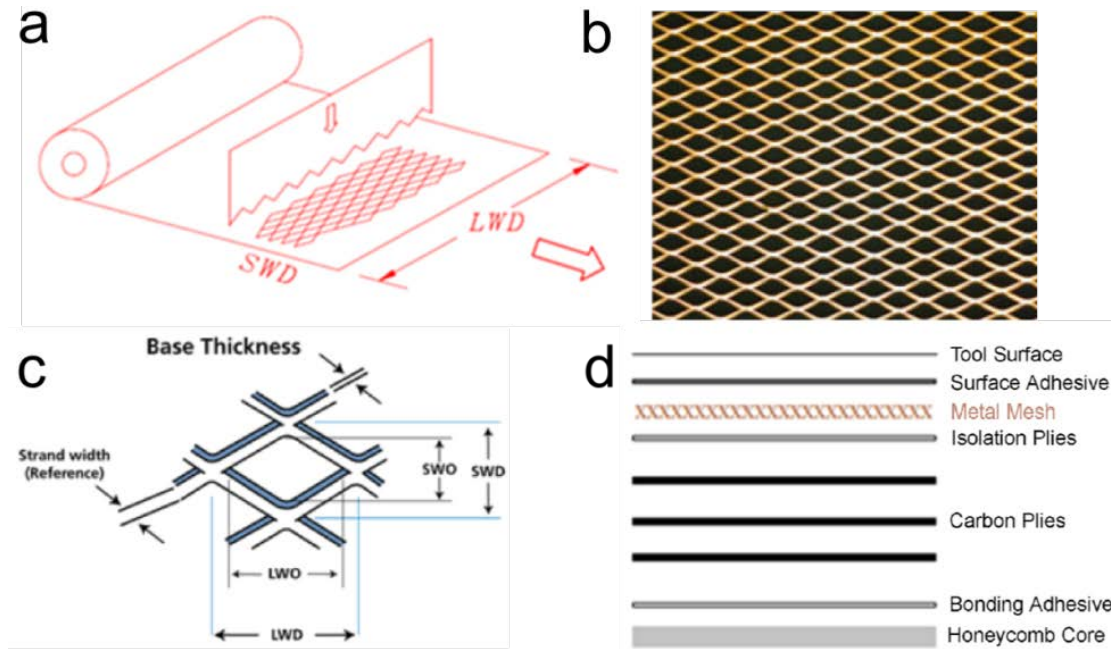 a
LWD
SWD
b
c
Base Thickness
Strand width
(Reference)
SWO
SWD
LWO
LWD
d
Tool Surface
Surface Adhesive
Metal Mesh
Isolation Plies
Carbon Plies
Bonding Adhesive
Honeycomb Core